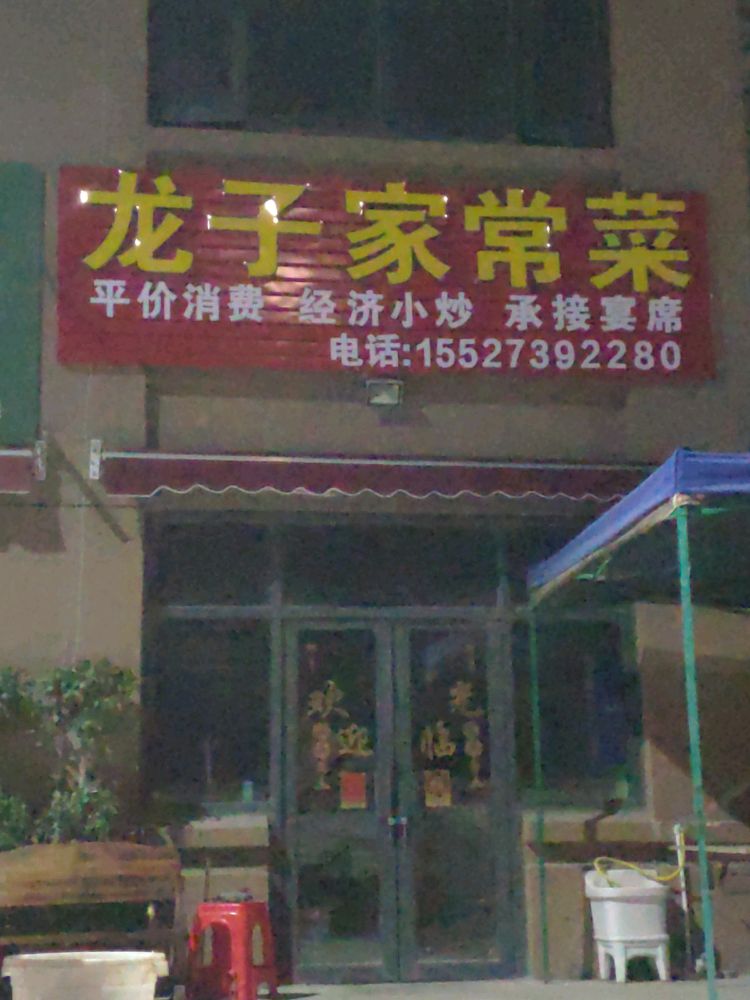 龙子家常菜
平价消费 经济小炒 承接宴席
电话:15527392280
欢迎 光临